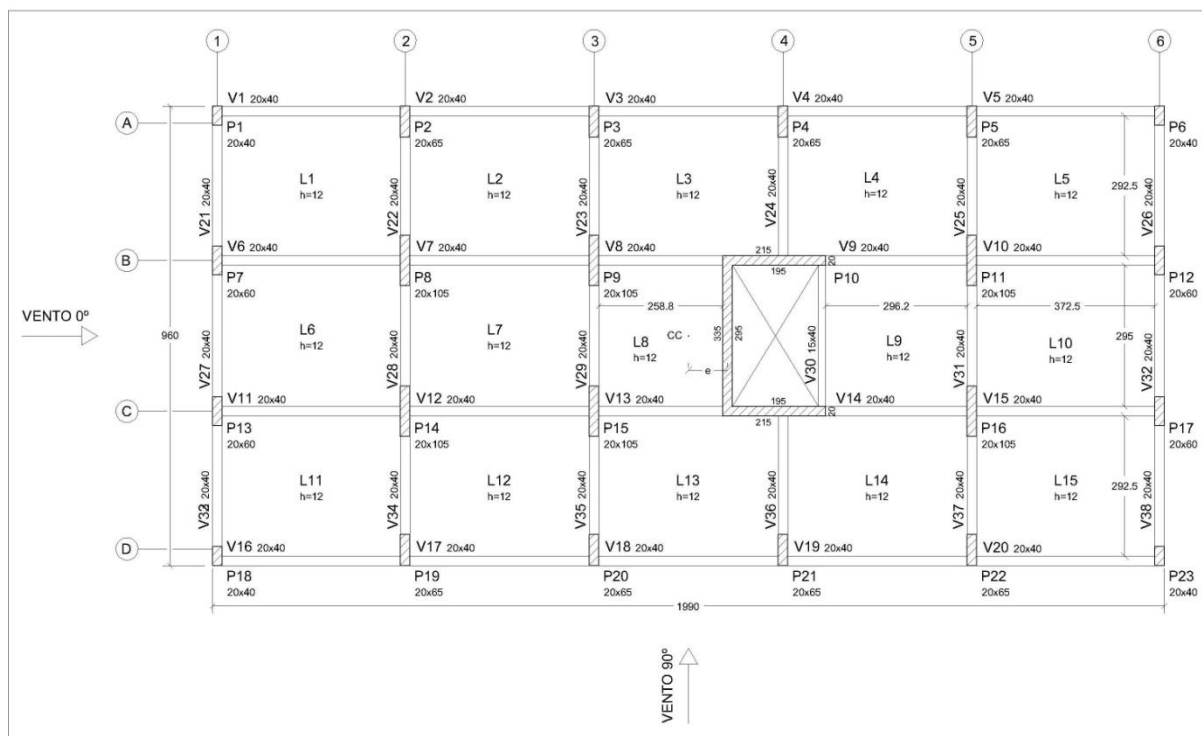 1 2 3 4 5 6
V1 20x40 V2 20x40 V3 20x40 V4 20x40 V5 20x40
A
P1 P2 P3 P4 P5 P6
20x40 20x65 20x65 20x65 20x65 20x40
L1 L2 L3 L4 L5
h=12 h=12 h=12 h=12 h=12
292.5
V21 20x40 V22 20x40 V23 20x40 V24 20x40 V25 20x40 V26 20x40
V6 20x40 V7 20x40 V8 20x40 215 V9 20x40 V10 20x40
B
195 20
P7 P8 P9 P10 P11 P12
20x60 20x105 20x105 20x105 20x60
258.8 296.2 372.5
VENTO 0º
960
L6 L7 L8 CC L9 L10
h=12 h=12 h=12 h=12 h=12
335 295 295
e
V27 20x40 V28 20x40 V29 20x40 V30 15x40 V31 20x40 V32 20x40
V11 20x40 V12 20x40 V13 20x40 195 V14 20x40 V15 20x40
C
215 20
P13 P14 P15 P16 P17
20x60 20x105 20x105 20x105 20x60
L11 L12 L13 L14 L15
h=12 h=12 h=12 h=12 h=12
292.5
20x40 V34 20x40 V35 20x40 V36 20x40 V37 20x40 V38 20x40
V16 20x40 V17 20x40 V18 20x40 V19 20x40 V20 20x40
D
P18 P19 P20 P21 P22 P23
20x40 20x65 20x65 20x65 20x65 20x40
1990
VENTO 90º